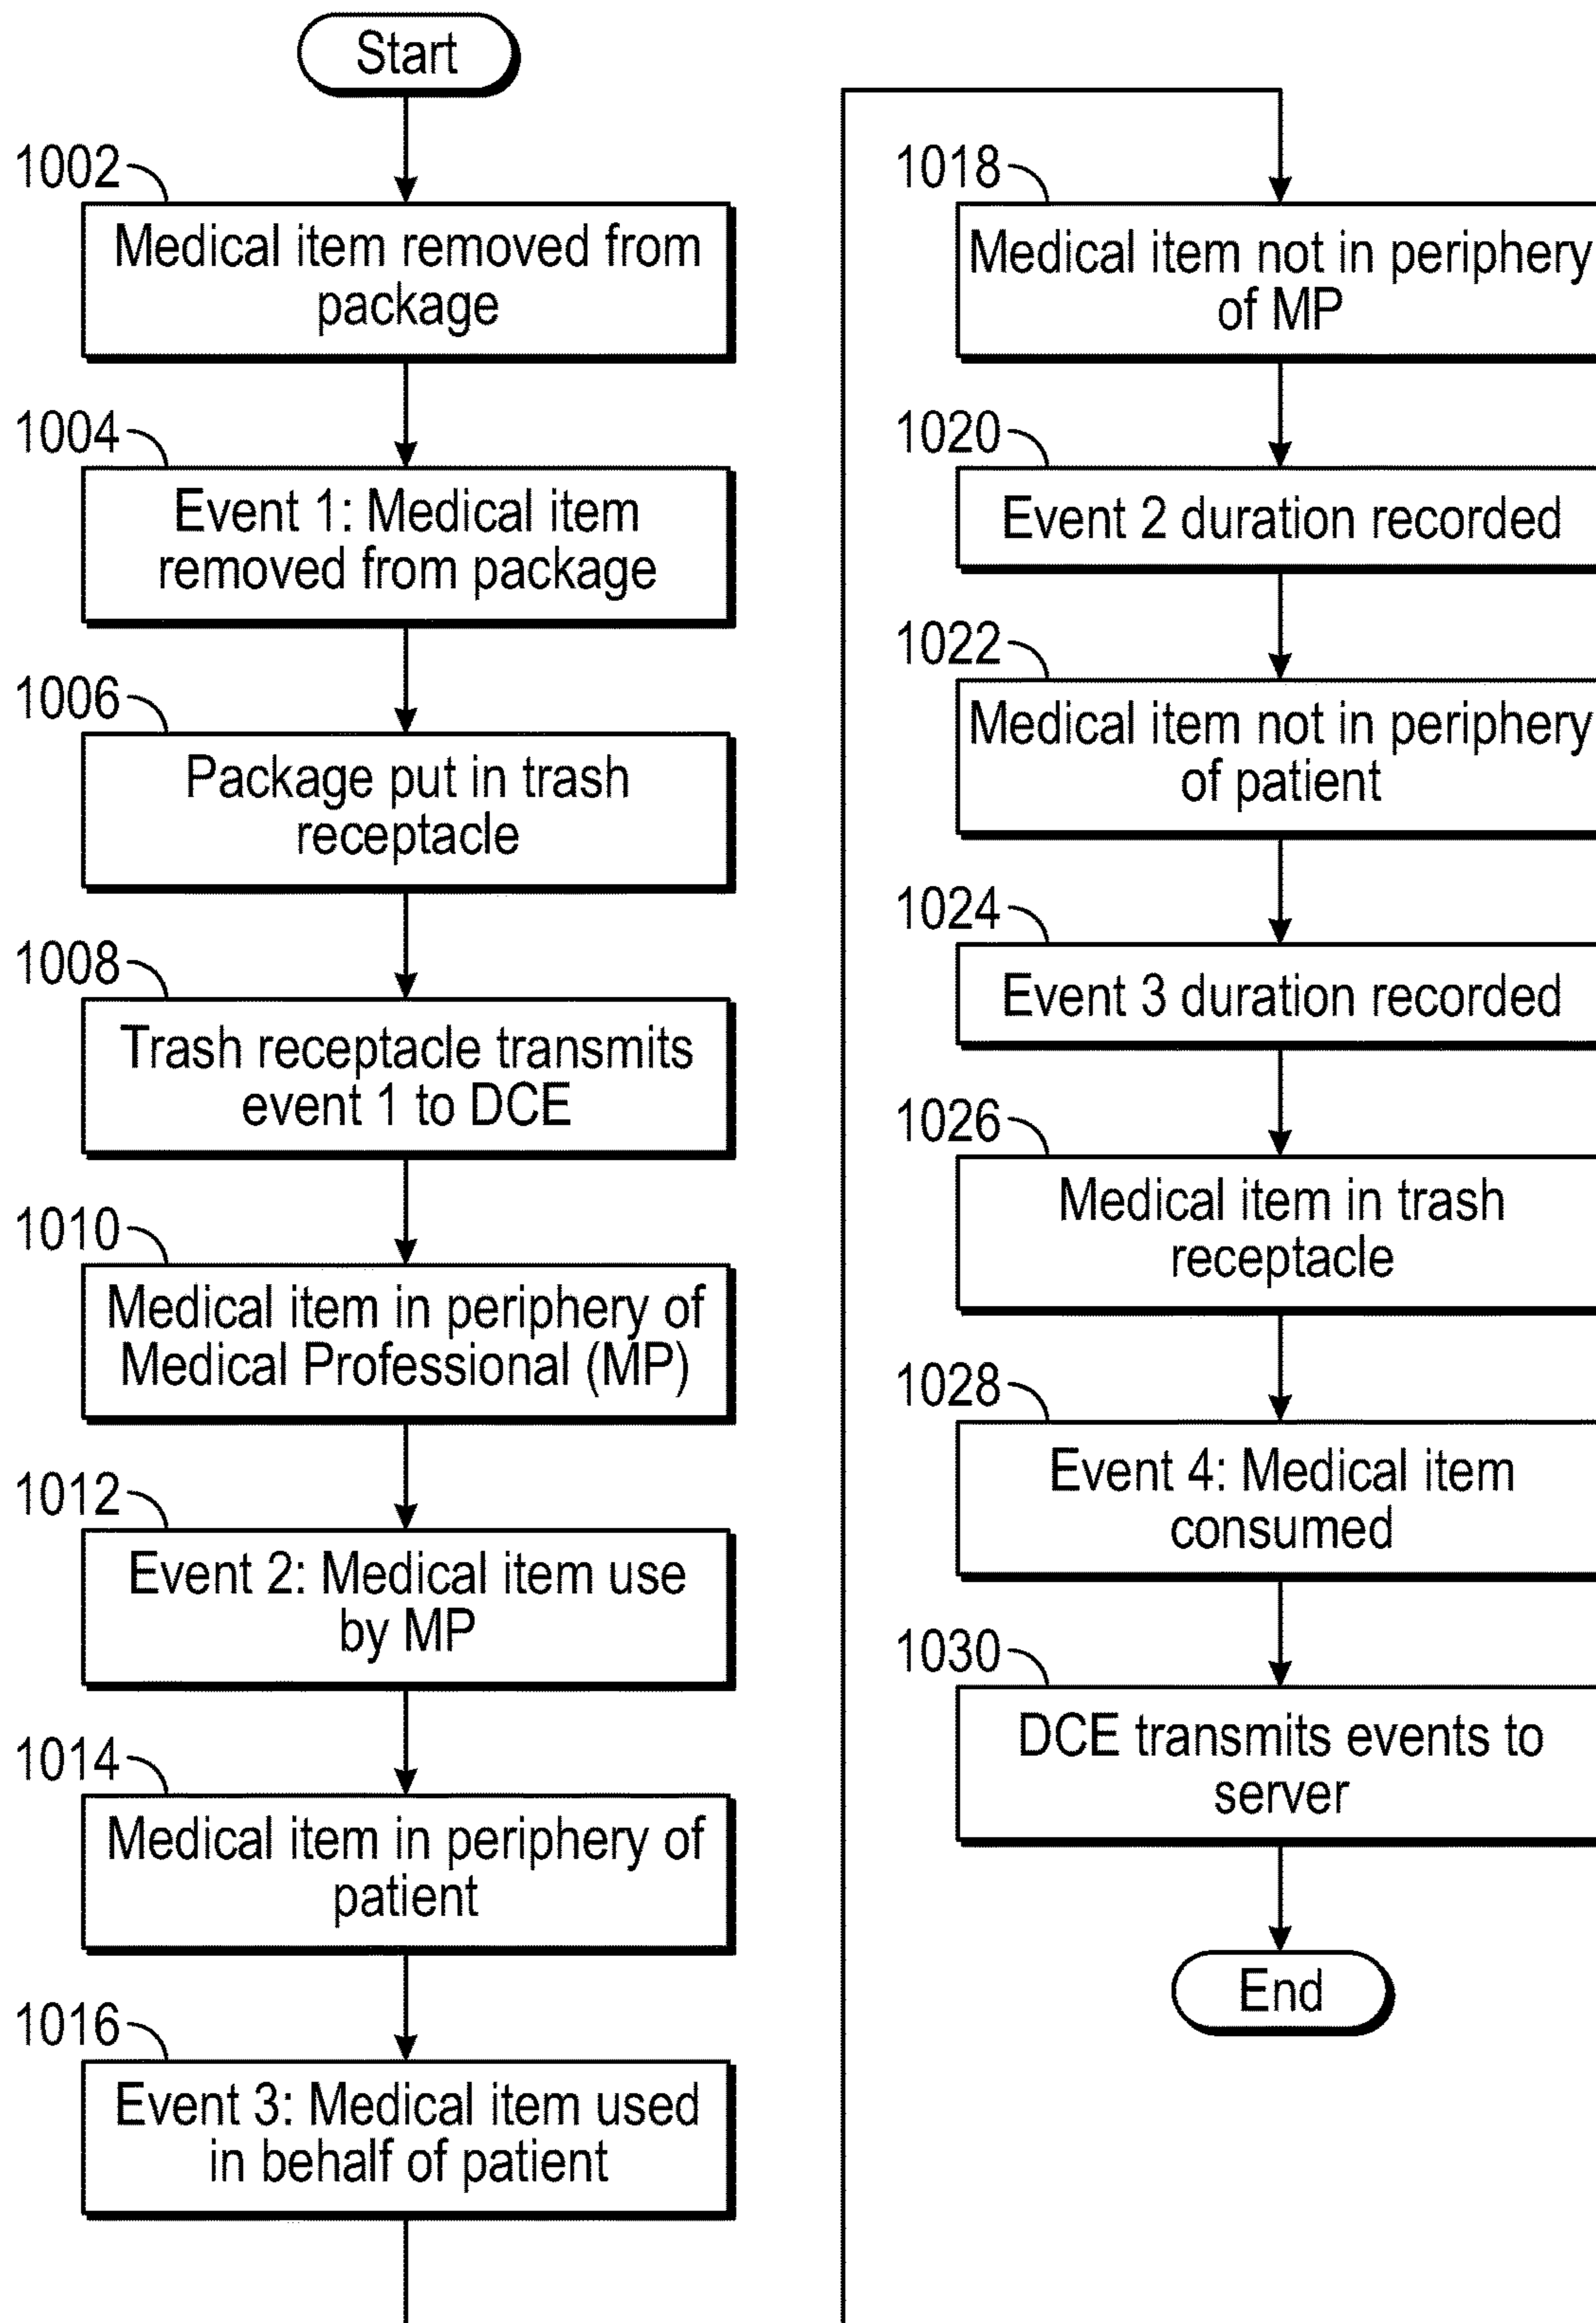 Start
1002
Medical item removed from
package
1004
Event 1: Medical item
removed from package
1006
Package put in trash
receptacle
1008
Trash receptacle transmits
event 1 to DCE
1010
Medical item in periphery of
Medical Professional (MP)
1012
Event 2: Medical item use
by MP
1014
Medical item in periphery of
patient
1016
Event 3: Medical item used
in behalf of patient
1018
Medical item not in periphery
of MP
1020
Event 2 duration recorded
1022
Medical item not in periphery
of patient
1024
Event 3 duration recorded
1026
Medical item in trash
receptacle
1028
Event 4: Medical item
consumed
1030
DCE transmits events to
server
End